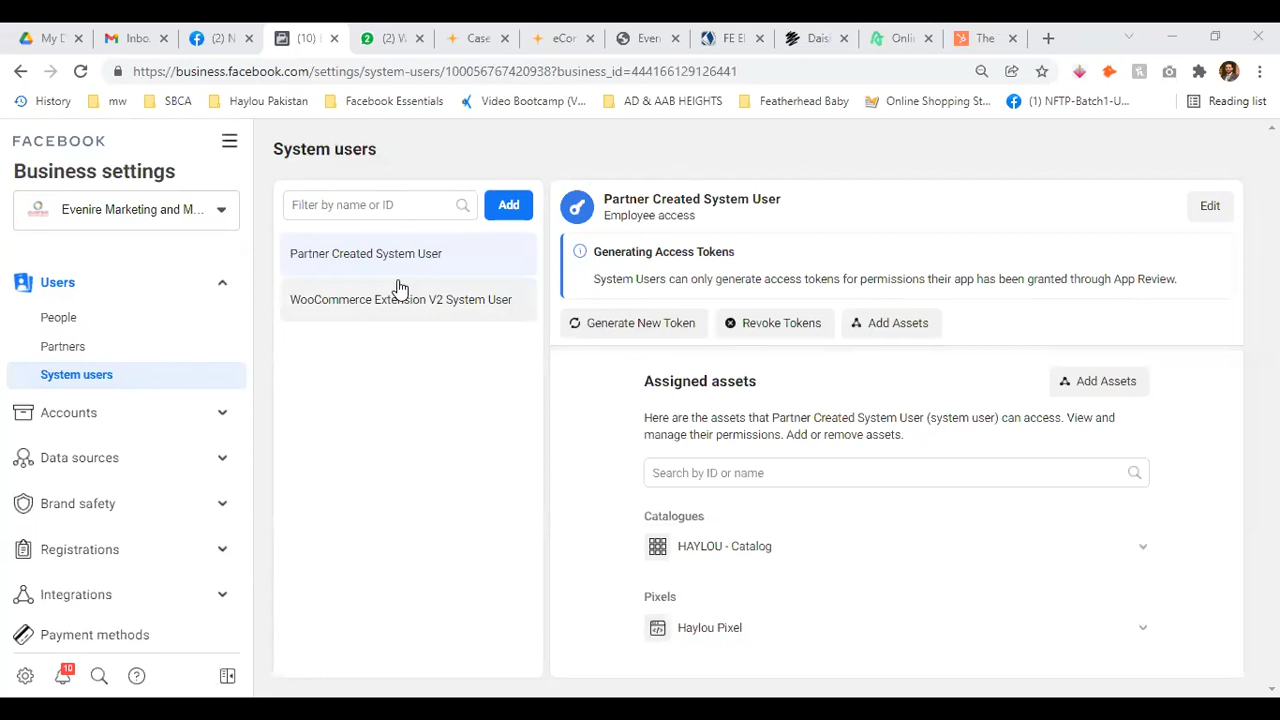 My D
Inbo.
(2) N
(10)
(2) W
Case
eCor
Ever
FE El
Dais
Onli
The
https://business.facebook.com/settings/system-users/100056767420938?business_id=444166129126441
History
mw
SBCA
Haylou Pakistan
Facebook Essentials
Video Bootcamp (V...
AD & AAB HEIGHTS
Featherhead Baby
Online Shopping St...
(1) NFTP-Batch1-U...
Reading list
FACEBOOK
Business settings
Evenire Marketing and M...
Users
People
Partners
System users
Accounts
Data sources
Brand safety
Registrations
Integrations
Payment methods
10
System users
Filter by name or ID
Add
Partner Created System User
WooCommerce Extension V2 System User
Partner Created System User
Employee access
Edit
Generating Access Tokens
System Users can only generate access tokens for permissions their app has been granted through App Review.
Generate New Token
Revoke Tokens
Add Assets
Assigned assets
Add Assets
Here are the assets that Partner Created System User (system user) can access. View and
manage their permissions. Add or remove assets.
Search by ID or name
Catalogues
HAYLOU - Catalog
Pixels
Haylou Pixel